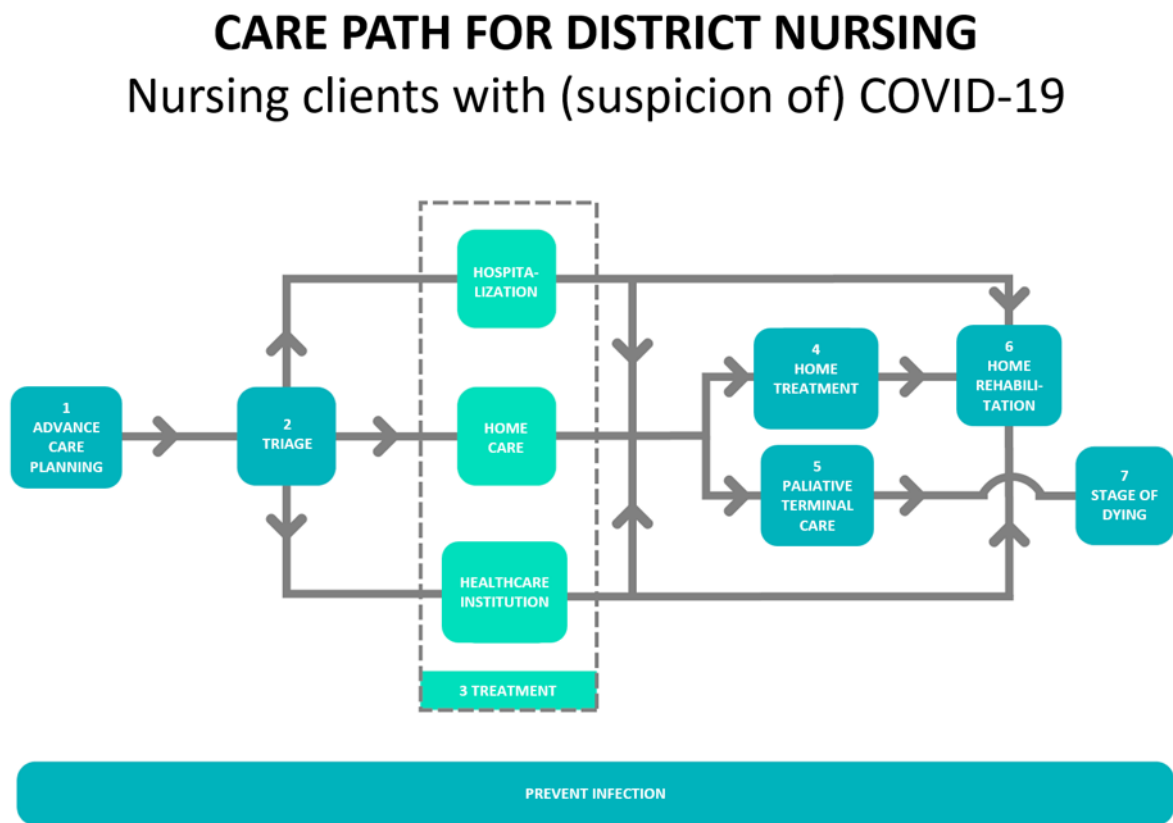 CARE PATH FOR DISTRICT NURSING
Nursing clients with (suspicion of) COVID-19
HOSPITA-
LIZATION
1
ADVANCE
CARE
PLANNING
2
TRIAGE
HOME
CARE
HEALTHCARE
INSTITUTION
3 TREATMENT
4
HOME
TREATMENT
5
PALIATIVE
TERMINAL
CARE
6
HOME
REHABILI-
TATION
7
STAGE OF
DYING
PREVENT INFECTION